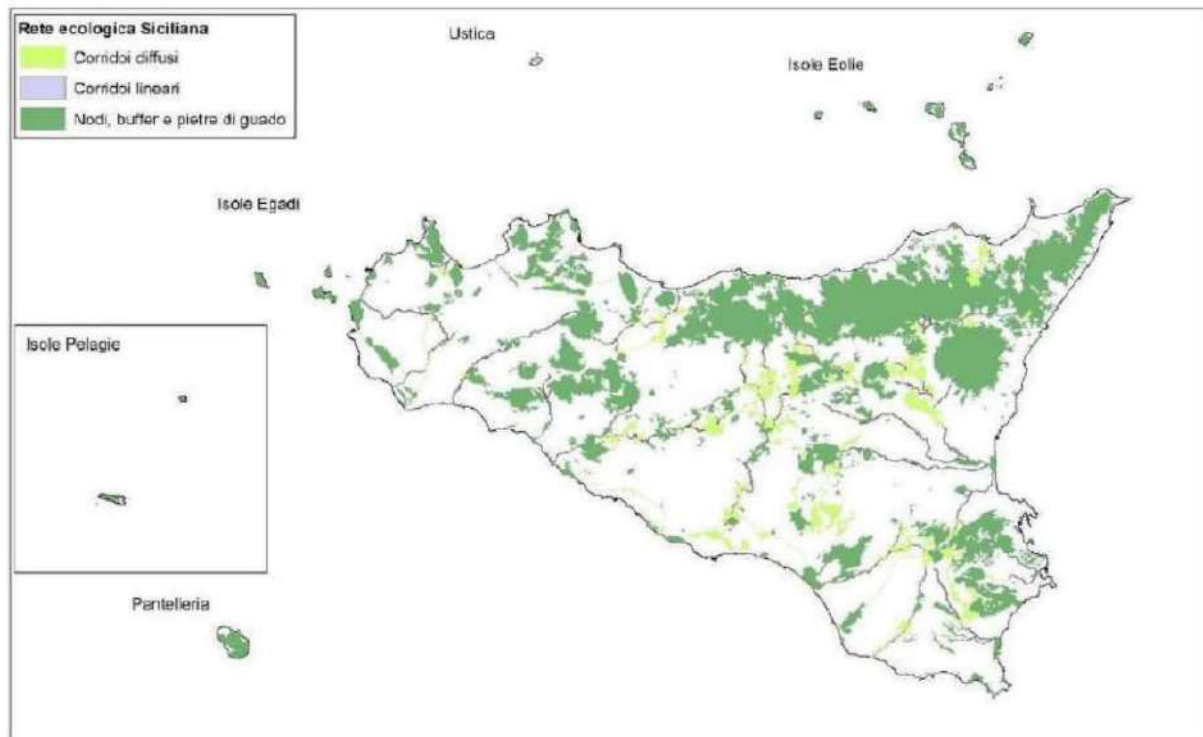 Rete ecologica Siciliana
Corridoi diffusi
Corridoi lineari
Nodi, buffer e pietre di guado
Ustica
Isole Eolie
Isole Egadi
Isole Pelagie
Pantelleria